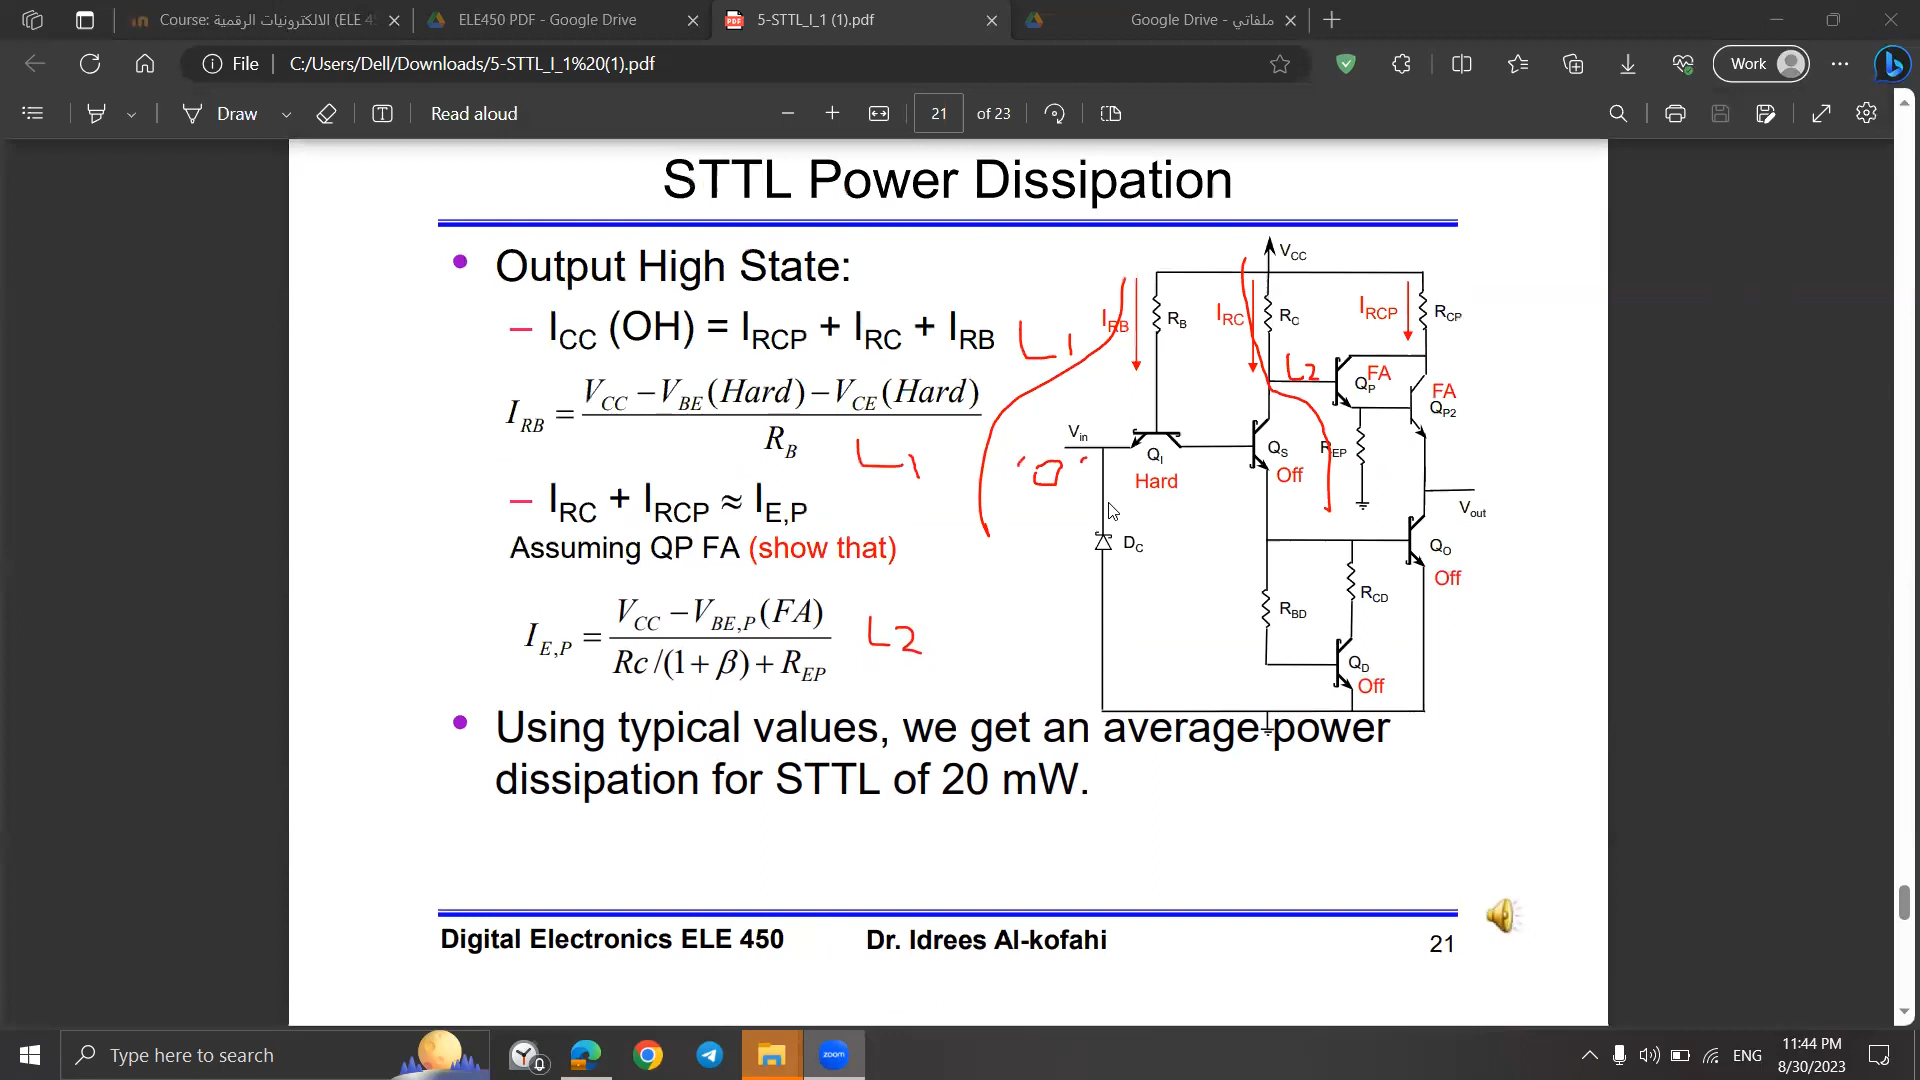 Course: الالكترونيات الرقمية (ELE 4
ELE450 PDF - Google Drive
5-STTL_I_1 (1).pdf
ملفاتي - Google Drive
File
C:/Users/Dell/Downloads/5-STTL_I_1%20(1).pdf
Work
Draw
Read aloud
21
of 23
STTL Power Dissipation
• Output High State:
– ICC (OH) = IRCP + IRC + IRB
L1
IRB = VCC − VBE (Hard) − VCE (Hard)
RB
L1
– IRC + IRCP ≈ IE,P
Assuming QP FA (show that)
IE,P = VCC − VBE,P (FA)
Rc /(1 + β) + REP
L2
VCC
IRB
RB
IRC
RC
IRCP
RCP
L2
QP
FA
FA
QP2
Vin
'0'
QI
Hard
QS
Off
REP
Vout
DC
QO
Off
RBD
RCD
QD
Off
• Using typical values, we get an average power
dissipation for STTL of 20 mW.
Digital Electronics ELE 450
Dr. Idrees Al-kofahi
21
Type here to search
zoom
ENG
11:44 PM
8/30/2023